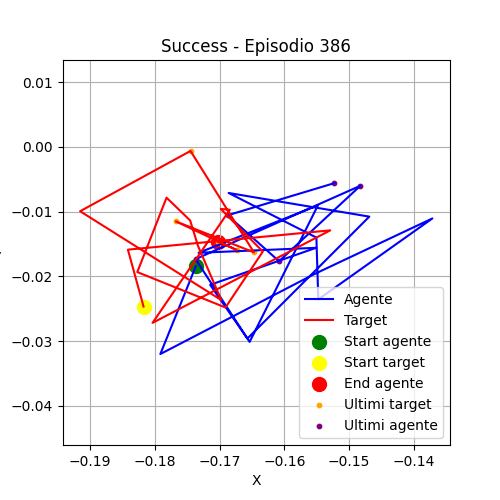 Success - Episodio 386
0.01
0.00
−0.01
−0.02
−0.03
−0.04
−0.19
−0.18
−0.17
−0.16
−0.15
−0.14
X
Agente
Target
Start agente
Start target
End agente
Ultimi target
Ultimi agente